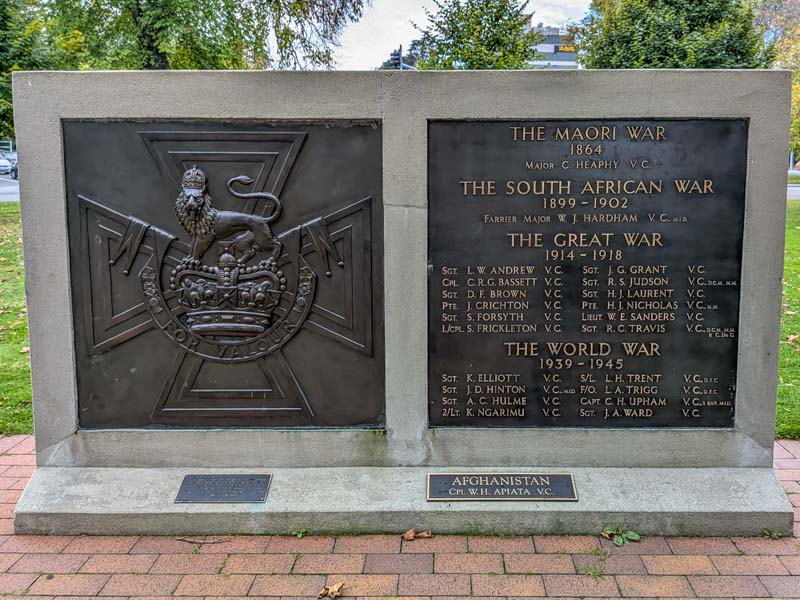 FOR VALOUR
THE MAORI WAR
1864
MAJOR C. HEAPHY V.C.
THE SOUTH AFRICAN WAR
1899-1902
FARRIER MAJOR W. J. HARDHAM V.C. M.I.D.
THE GREAT WAR
1914-1918
SGT. L. W. ANDREW V.C. SGT. J. G. GRANT V.C.
CPL. C. R. G. BASSETT V.C. SGT. R. S. JUDSON V.C. D.C.M. M.M.
SGT. D. F. BROWN V.C. SGT. H. J. LAURENT V.C.
PTE. J. CRICHTON V.C. PTE. H. J. NICHOLAS V.C. M.M.
SGT. S. FORSYTH V.C. LIEUT. W. E. SANDERS V.C.
L/CPL. S. FRICKLETON V.C. SGT. R. C. TRAVIS V.C. D.C.M. M.M. & C. DE G.
THE WORLD WAR
1939-1945
SGT. K. ELLIOTT V.C. S/L. L. H. TRENT V.C. D.F.C.
SGT. J. D. HINTON V.C. M.I.D. F/O. L. A. TRIGG V.C. D.F.C.
SGT. A. C. HULME V.C. CAPT. C. H. UPHAM V.C. & BAR M.I.D.
2/LT. K. NGARIMU V.C. SGT. J. A. WARD V.C.
AFGHANISTAN
CPL. W. H. APIATA V.C.